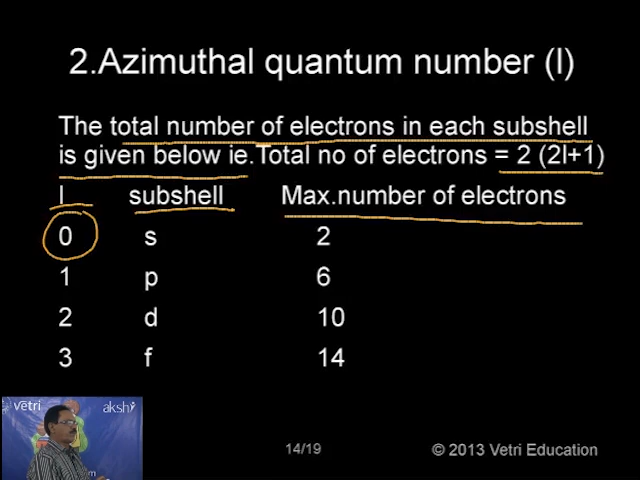 2.Azimuthal quantum number (l)
The total number of electrons in each subshell
is given below ie.Total no of electrons = 2 (2l+1)
l subshell Max.number of electrons
0 s 2
1 p 6
2 d 10
3 f 14
vetri
14/19
© 2013 Vetri Education